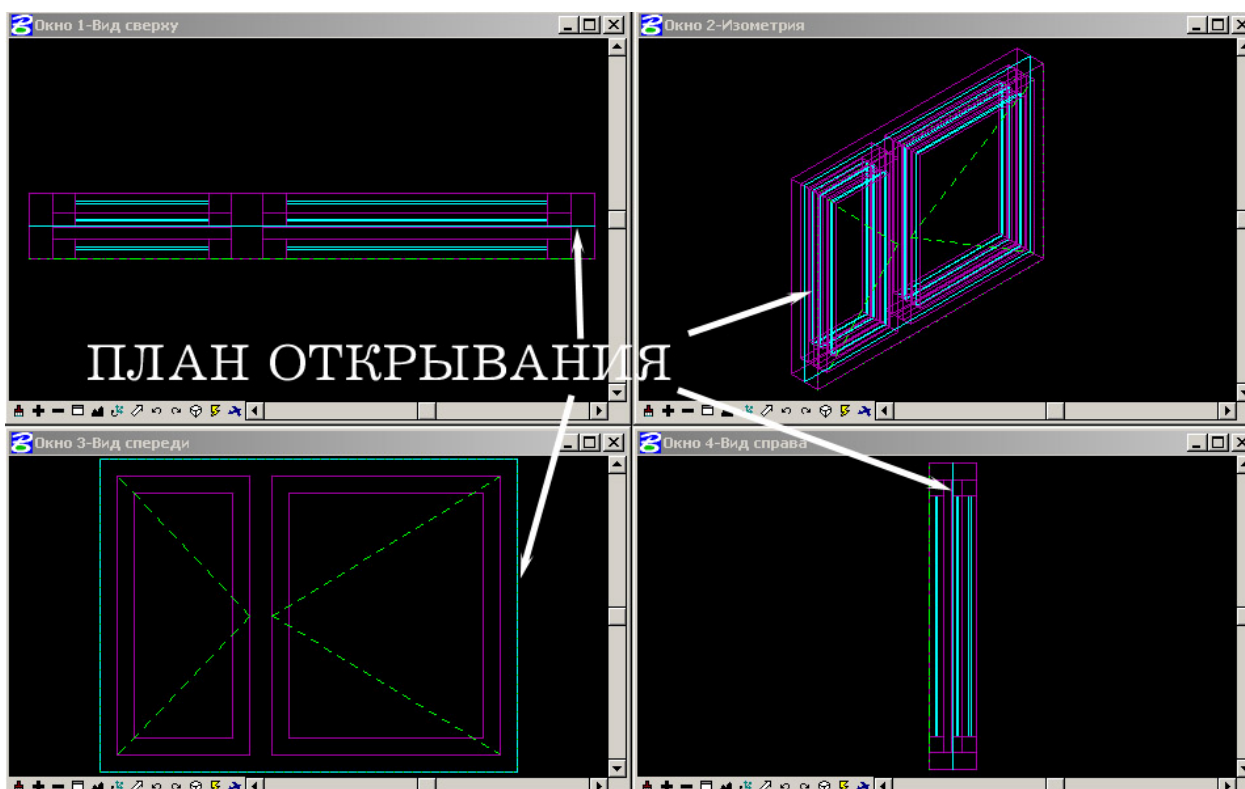 Окно 1-Вид сверху
Окно 2-Изометрия
ПЛАН ОТКРЫВАНИЯ
Окно 3-Вид спереди
Окно 4-Вид справа